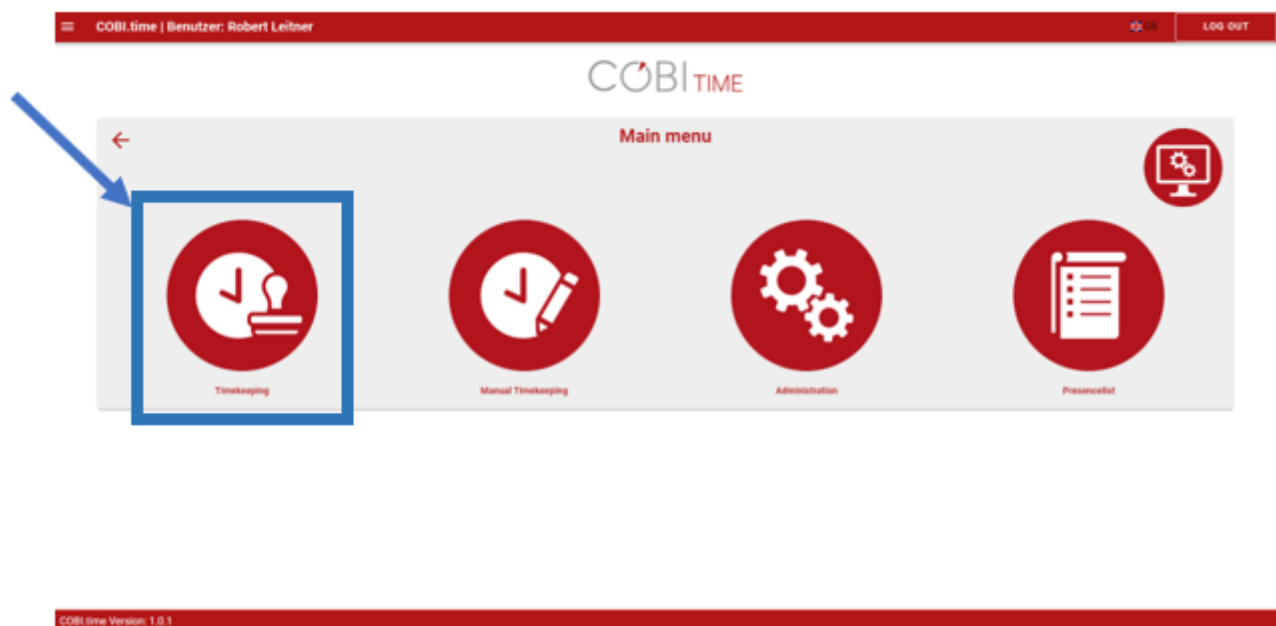 COBI.time | Benutzer: Robert Leitner
LOG OUT
COBI TIME
Main menu
Timekeeping
Manual Timekeeping
Administration
Presencelist
COBI.time Version: 1.0.1